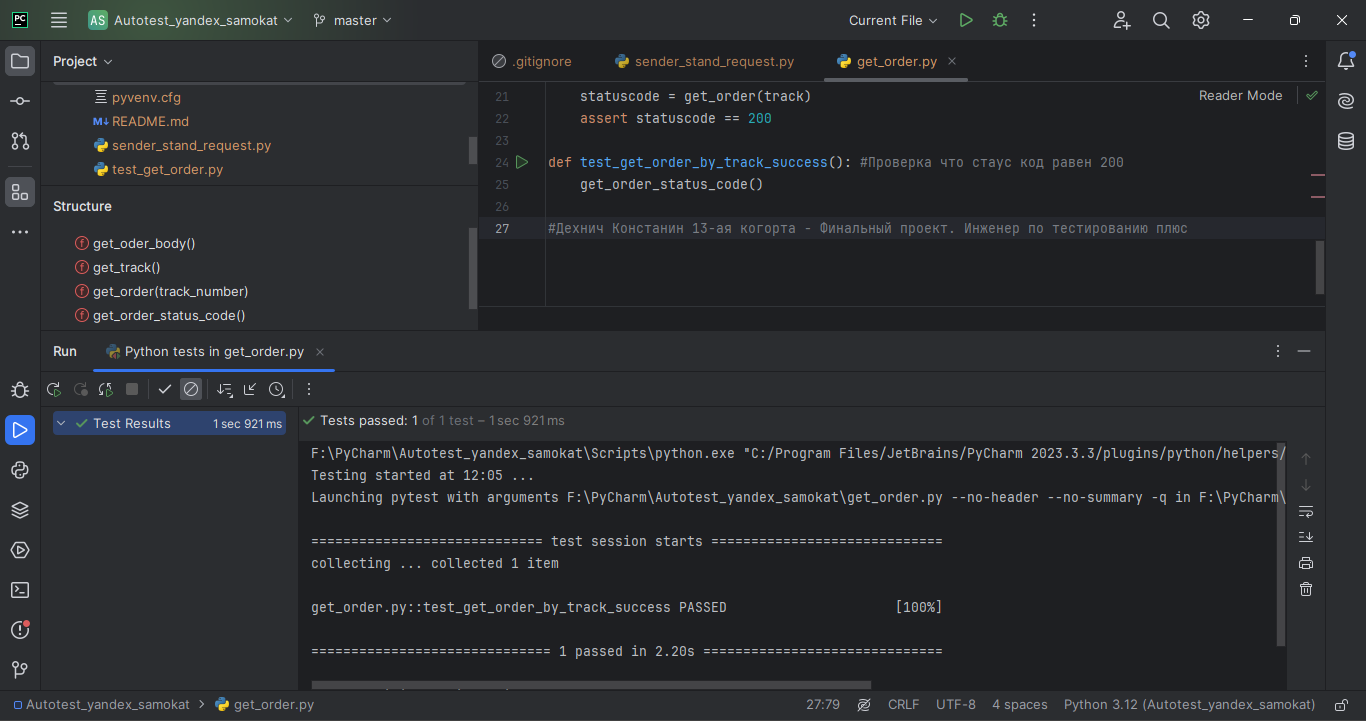 PC
AS Autotest_yandex_samokat master Current File
Project
pyvenv.cfg
M↓ README.md
sender_stand_request.py
test_get_order.py
Structure
f get_oder_body()
f get_track()
f get_order(track_number)
f get_order_status_code()
.gitignore sender_stand_request.py get_order.py
Reader Mode
21 statuscode = get_order(track)
22 assert statuscode == 200
23
24 def test_get_order_by_track_success(): #Проверка что стаус код равен 200
25 get_order_status_code()
26
27 #Дехнич Констанин 13-ая когорта - Финальный проект. Инженер по тестированию плюс
Run Python tests in get_order.py
Test Results 1 sec 921 ms
Tests passed: 1 of 1 test – 1 sec 921 ms
F:\PyCharm\Autotest_yandex_samokat\Scripts\python.exe "C:/Program Files/JetBrains/PyCharm 2023.3.3/plugins/python/helpers/
Testing started at 12:05 ...
Launching pytest with arguments F:\PyCharm\Autotest_yandex_samokat\get_order.py --no-header --no-summary -q in F:\PyCharm\
============================= test session starts =============================
collecting ... collected 1 item
get_order.py::test_get_order_by_track_success PASSED [100%]
============================== 1 passed in 2.20s ==============================
Autotest_yandex_samokat > get_order.py
27:79 CRLF UTF-8 4 spaces Python 3.12 (Autotest_yandex_samokat)